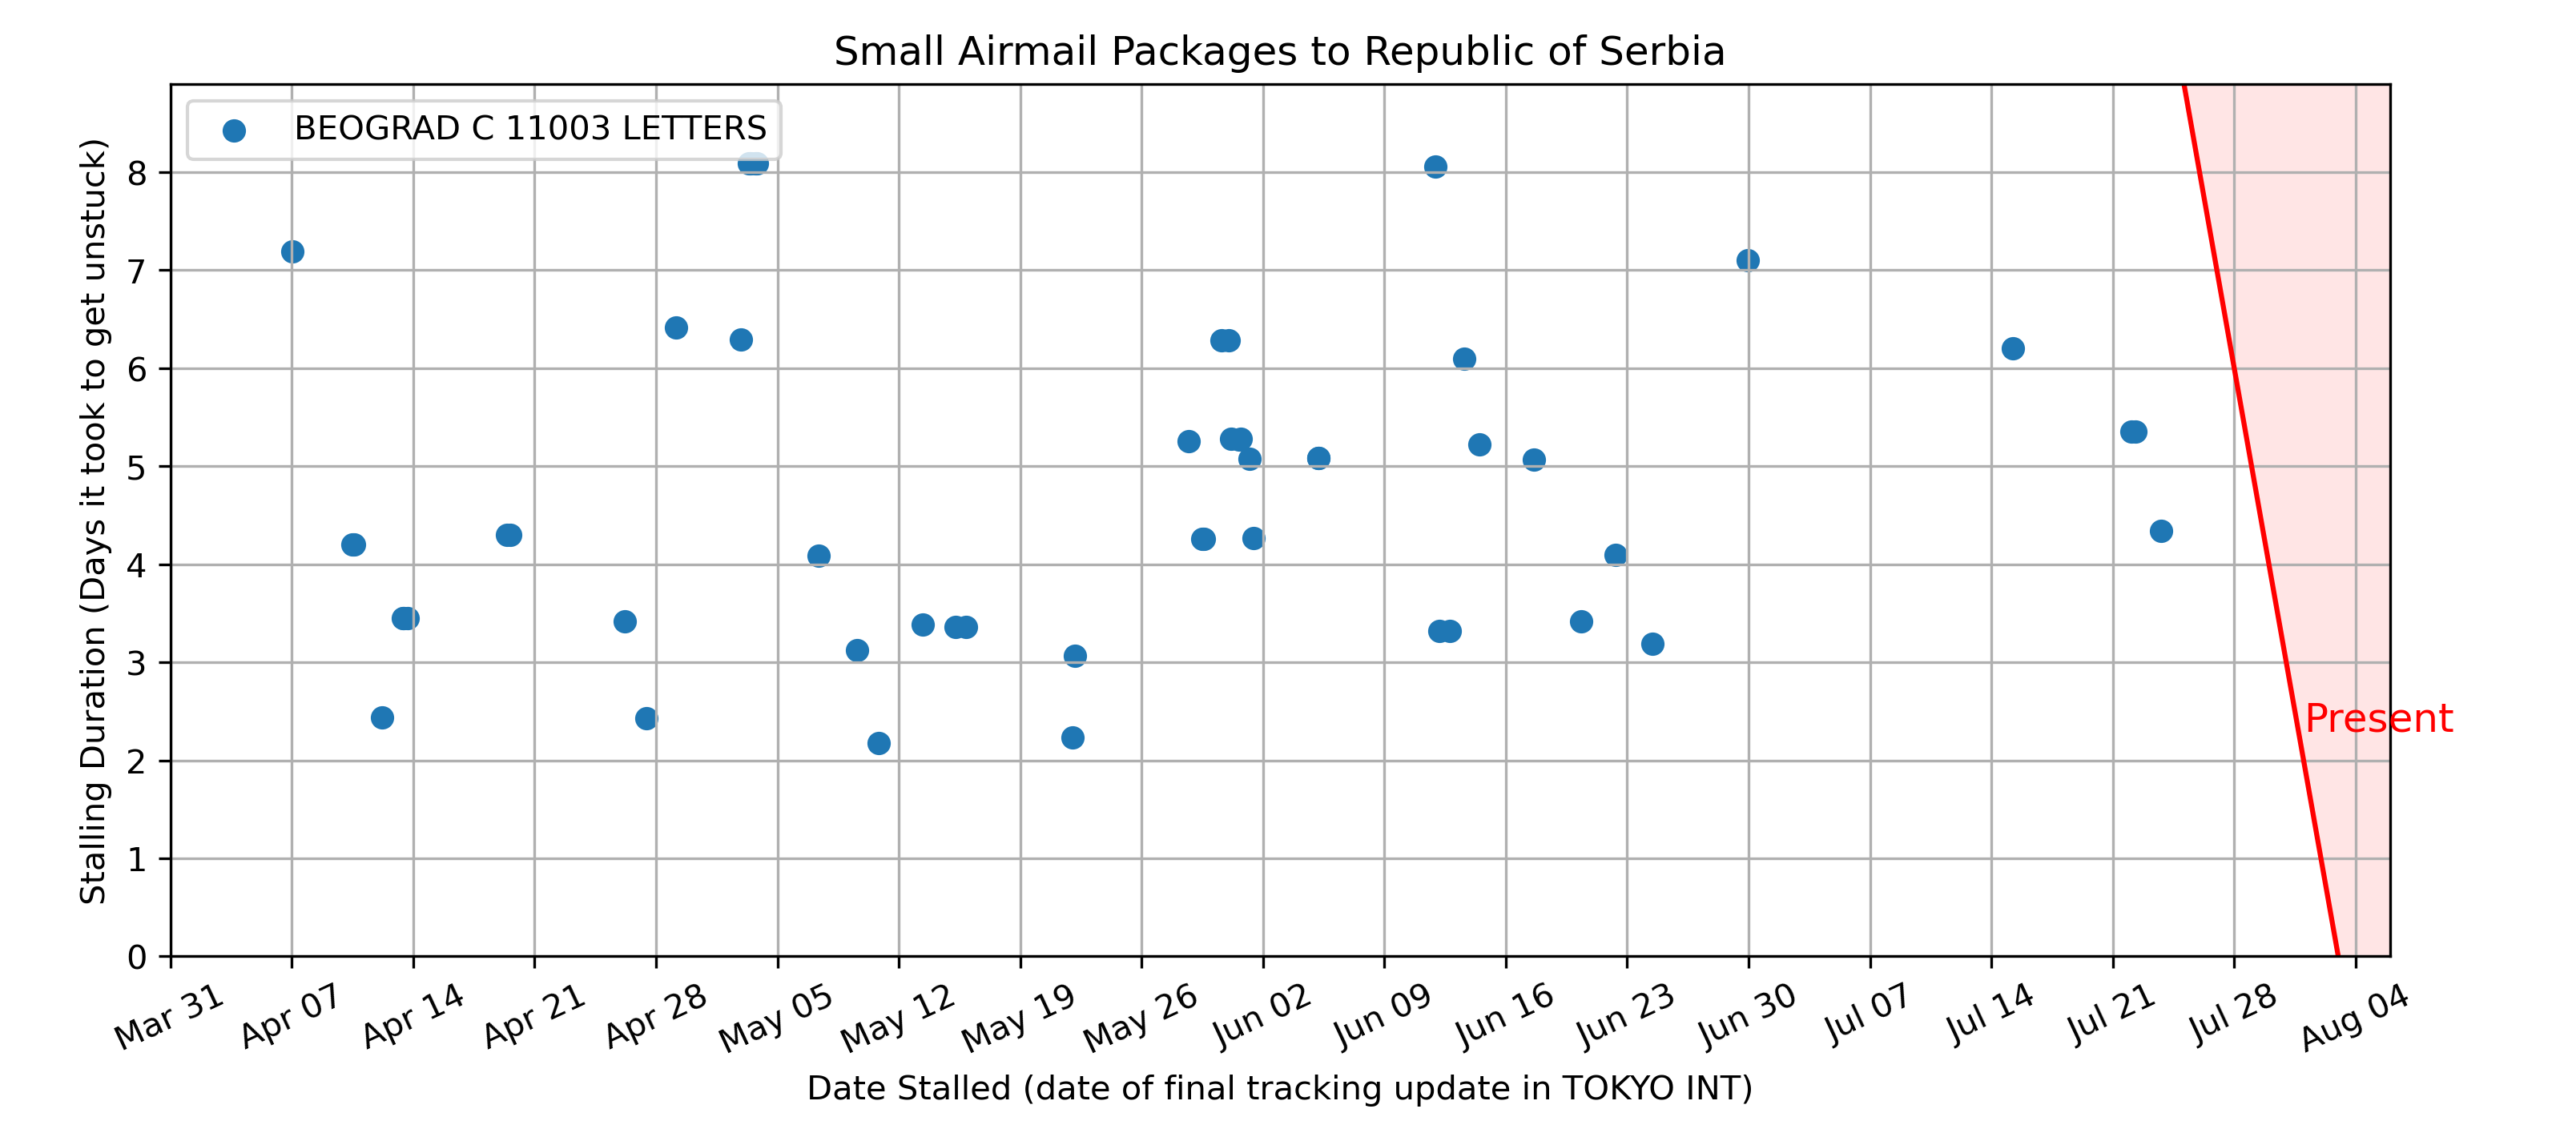 Small Airmail Packages to Republic of Serbia
BEOGRAD C 11003 LETTERS
Stalling Duration (Days it took to get unstuck)
8
7
6
5
4
3
2
1
0
Present
Mar 31
Apr 07
Apr 14
Apr 21
Apr 28
May 05
May 12
May 19
May 26
Jun 02
Jun 09
Jun 16
Jun 23
Jun 30
Jul 07
Jul 14
Jul 21
Jul 28
Aug 04
Date Stalled (date of final tracking update in TOKYO INT)